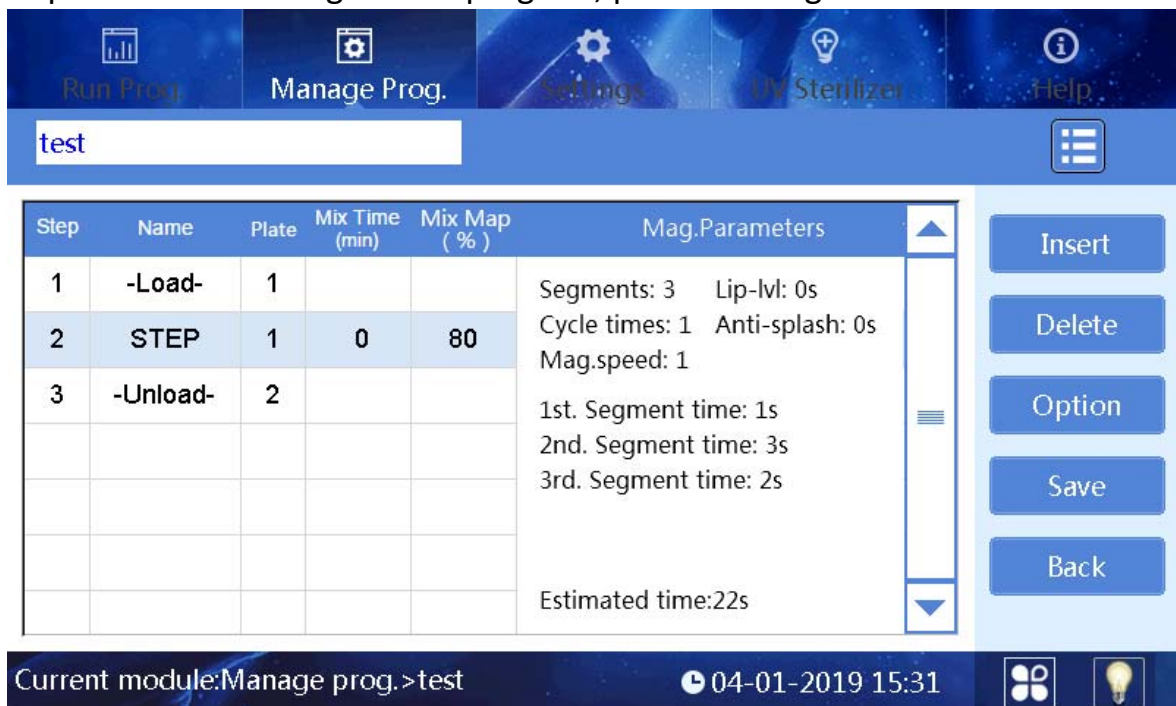 Run Prog.
Manage Prog.
Settings
UV Sterilizer
Help
test
Step Name Plate Mix Time (min) Mix Map ( % ) Mag.Parameters
1 -Load- 1
2 STEP 1 0 80
3 -Unload- 2
Segments: 3 Lip-lvl: 0s
Cycle times: 1 Anti-splash: 0s
Mag.speed: 1
1st. Segment time: 1s
2nd. Segment time: 3s
3rd. Segment time: 2s
Estimated time:22s
Insert
Delete
Option
Save
Back
Current module:Manage prog.>test 04-01-2019 15:31